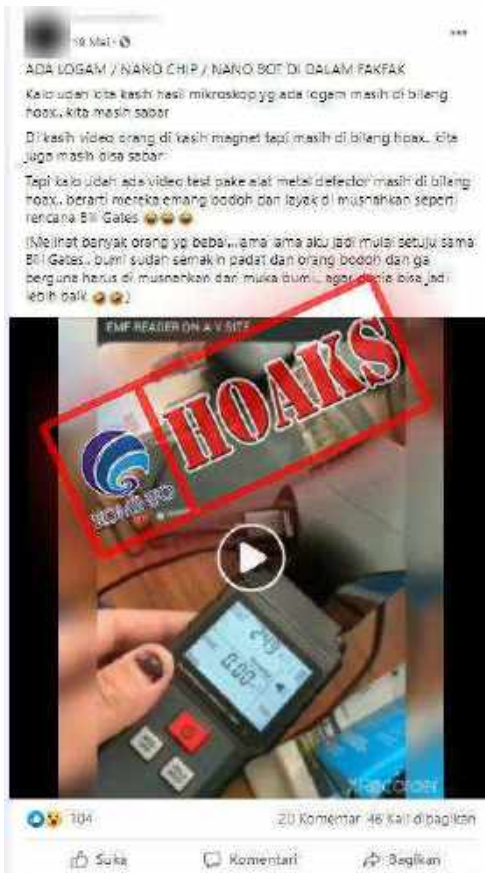 19 Mei
ADA LOGAM / NANO CHIP / NANO BOT DI DALAM FAKFAK
Kalo udah kita kasih hasil mikroskop yg ada logam masih di bilang
hoax.. kita masih sabar
Di kasih video orang di kasih magnet tapi masih di bilang hoax.. kita
juga masih bisa sabar
Tapi kalo udah ada video test pake alat metal detector masih di bilang
hoax.. berarti mereka emang bodoh dan layak di musnahkan seperti
rencana Bill Gates
(Melihat banyak orang yg bebal...lama lama aku jadi mulai setuju sama
Bill Gates.. bumi sudah semakin padat dan orang bodoh dan ga
berguna harus di musnahkan dari muka bumi.. agar dunia bisa jadi
lebih baik )
EMF READER ON A V SITE
HOAKS
KOMINFO
249
0.00
Recorder
104
20 Komentar 46 Kali dibagikan
Suka Komentari Bagikan